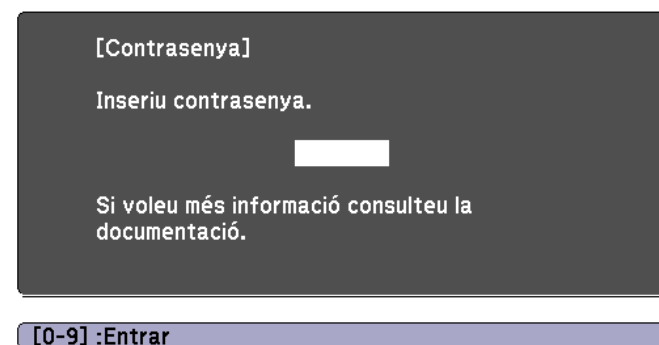 [Contrasenya]
Inseriu contrasenya.
Si voleu més informació consulteu la
documentació.
[0-9] :Entrar